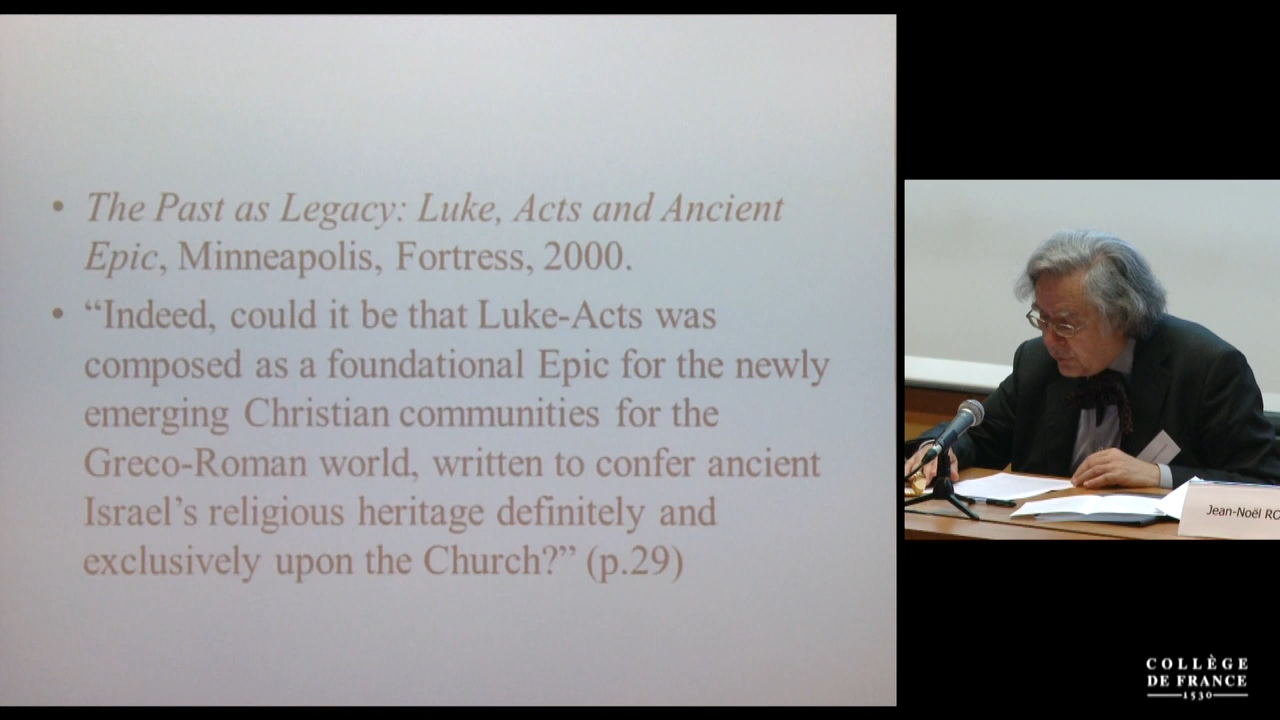 • The Past as Legacy: Luke, Acts and Ancient
Epic, Minneapolis, Fortress, 2000.
• “Indeed, could it be that Luke-Acts was
composed as a foundational Epic for the newly
emerging Christian communities for the
Greco-Roman world, written to confer ancient
Israel’s religious heritage definitely and
exclusively upon the Church?” (p.29)
Jean-Noël RO
COLLÈGE
DE FRANCE
1530